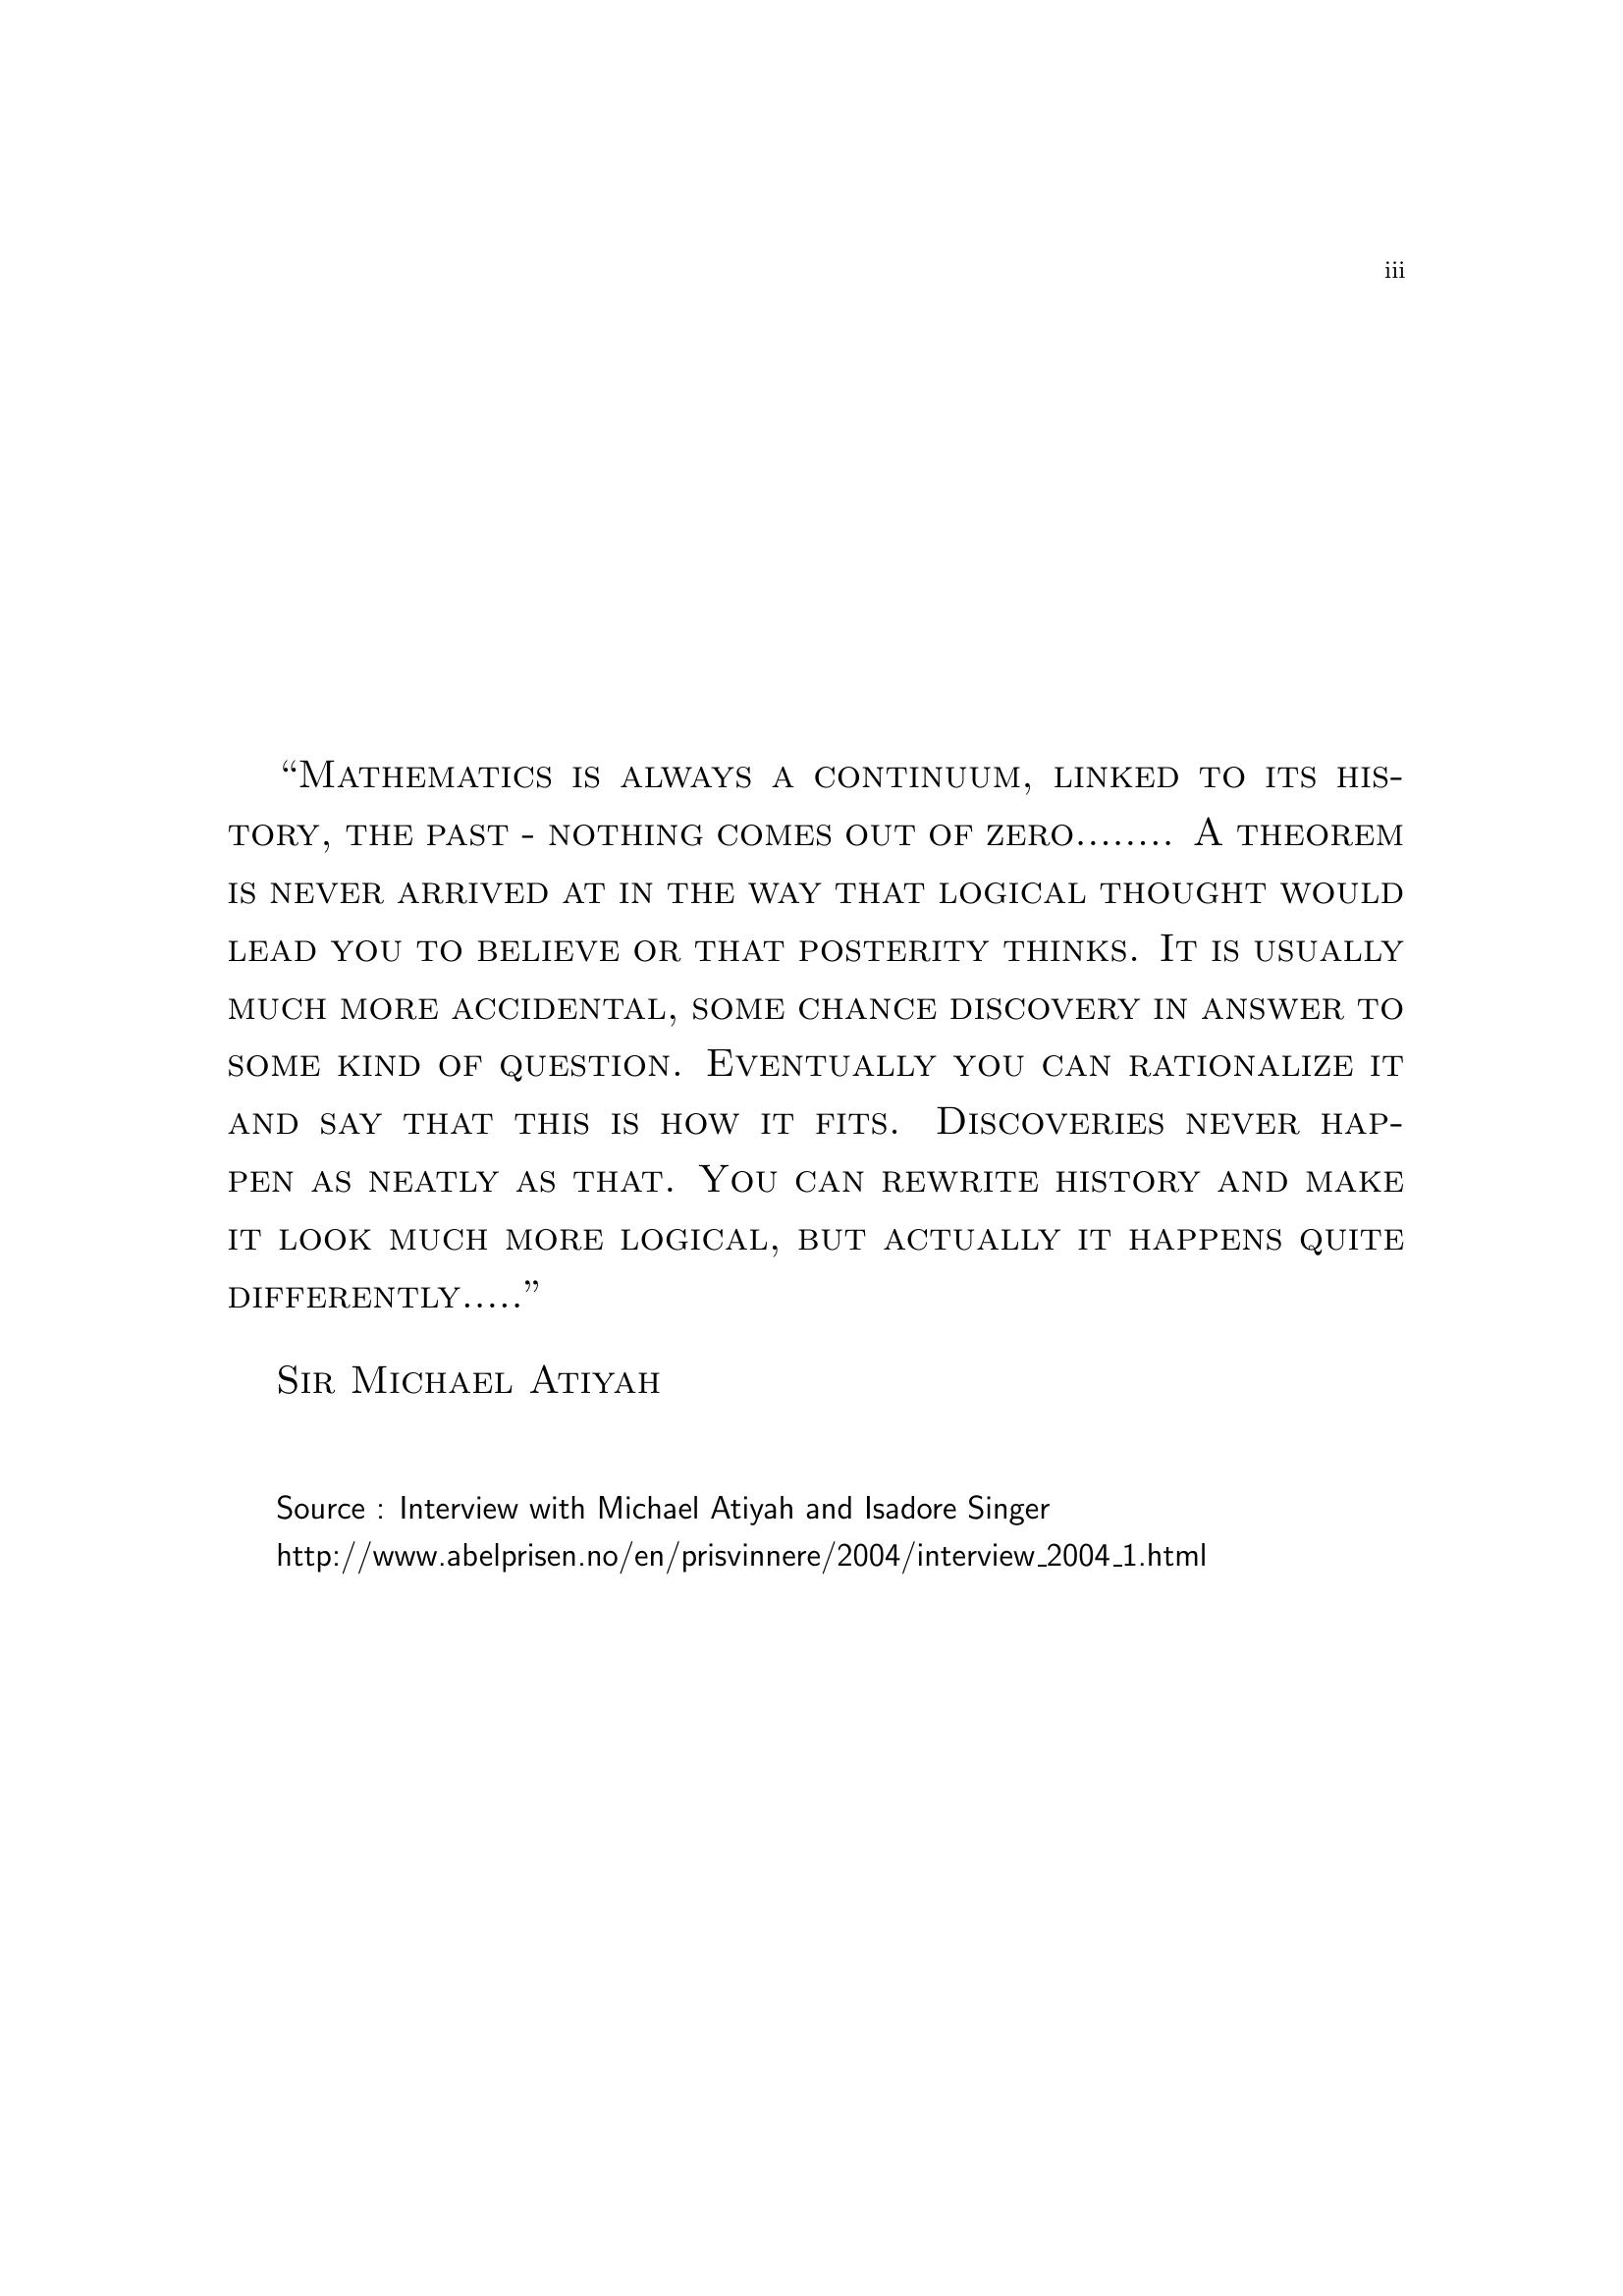 iii
“Mathematics is always a continuum, linked to its his-
tory, the past - nothing comes out of zero........ A theorem
is never arrived at in the way that logical thought would
lead you to believe or that posterity thinks. It is usually
much more accidental, some chance discovery in answer to
some kind of question. Eventually you can rationalize it
and say that this is how it fits. Discoveries never hap-
pen as neatly as that. You can rewrite history and make
it look much more logical, but actually it happens quite
differently.....”
Sir Michael Atiyah
Source : Interview with Michael Atiyah and Isadore Singer
http://www.abelprisen.no/en/prisvinnere/2004/interview_2004_1.html